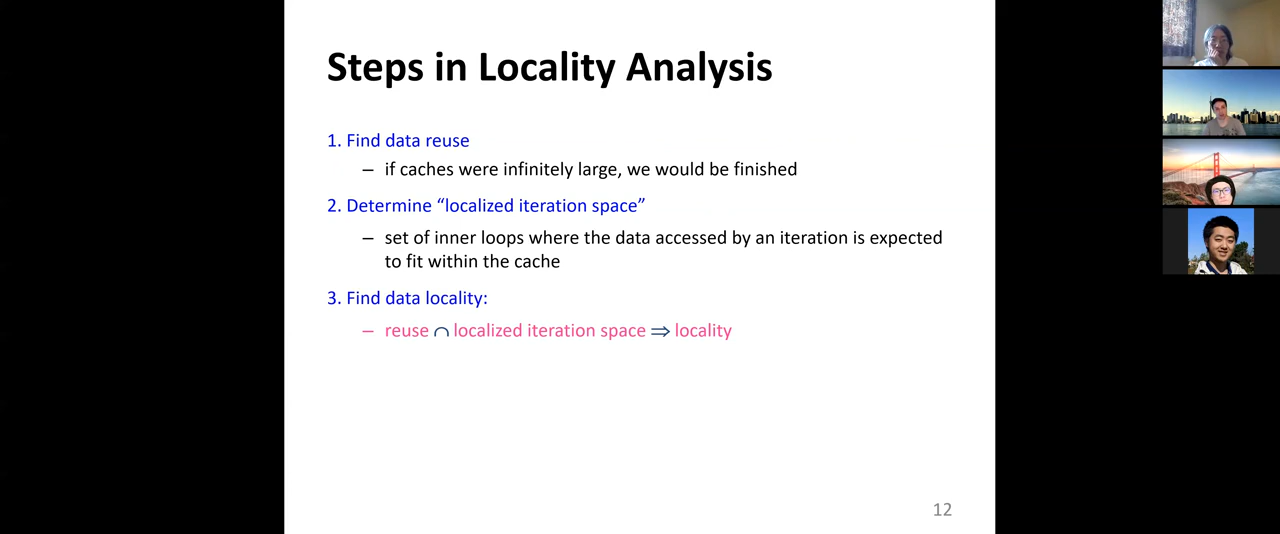 Steps in Locality Analysis
1. Find data reuse
– if caches were infinitely large, we would be finished
2. Determine “localized iteration space”
– set of inner loops where the data accessed by an iteration is expected
to fit within the cache
3. Find data locality:
– reuse ∩ localized iteration space ⇒ locality
12